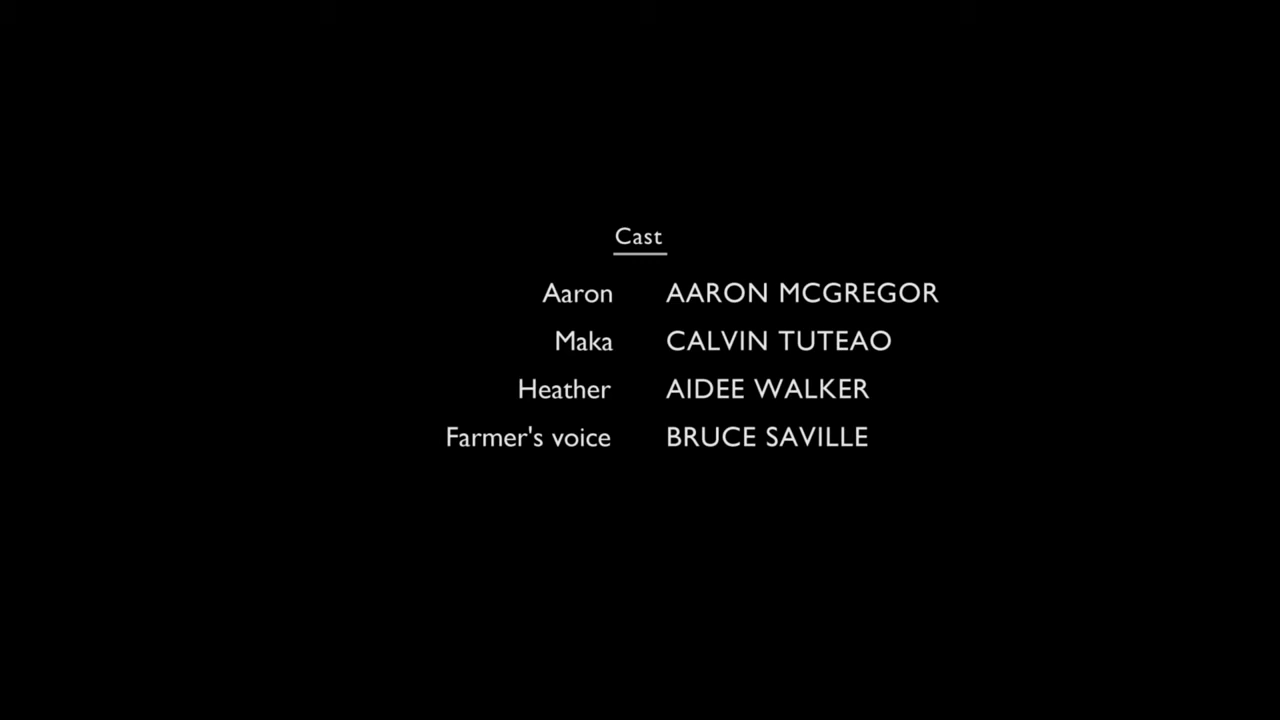 Cast
Aaron AARON MCGREGOR
Maka CALVIN TUTEAO
Heather AIDEE WALKER
Farmer's voice BRUCE SAVILLE